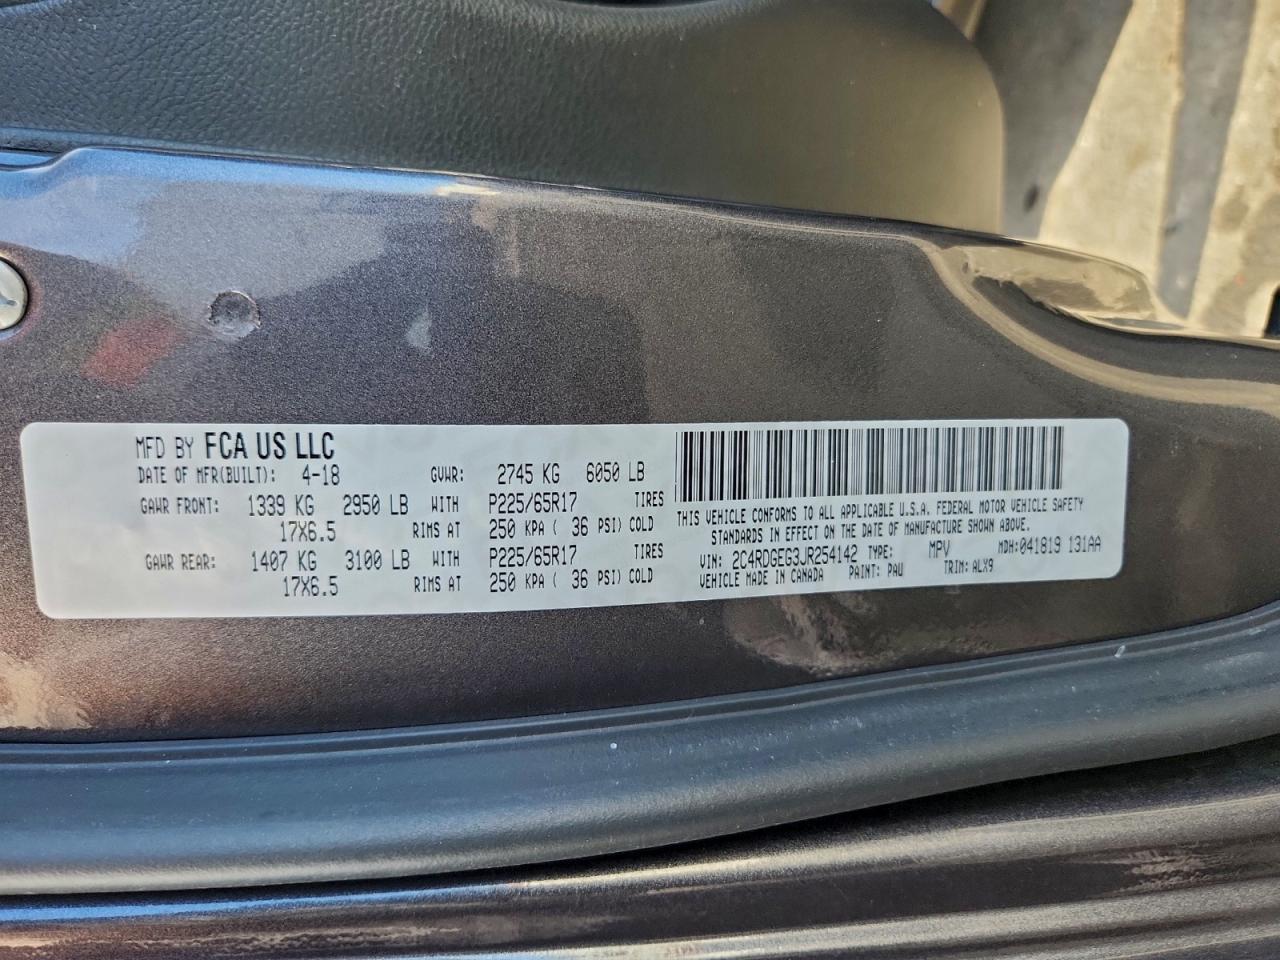 MFD BY FCA US LLC
DATE OF MFR(BUILT): 4-18 GVWR: 2745 KG 6050 LB
GAWR FRONT: 1339 KG 2950 LB WITH P225/65R17 TIRES
17X6.5 RIMS AT 250 KPA ( 36 PSI) COLD
GAWR REAR: 1407 KG 3100 LB WITH P225/65R17 TIRES
17X6.5 RIMS AT 250 KPA ( 36 PSI) COLD
THIS VEHICLE CONFORMS TO ALL APPLICABLE U.S.A. FEDERAL MOTOR VEHICLE SAFETY
STANDARDS IN EFFECT ON THE DATE OF MANUFACTURE SHOWN ABOVE.
VIN: 2C4RDGEG3JR254142 TYPE: MPV MDH:041819 131AA
VEHICLE MADE IN CANADA PAINT: PAU TRIM: ALX9